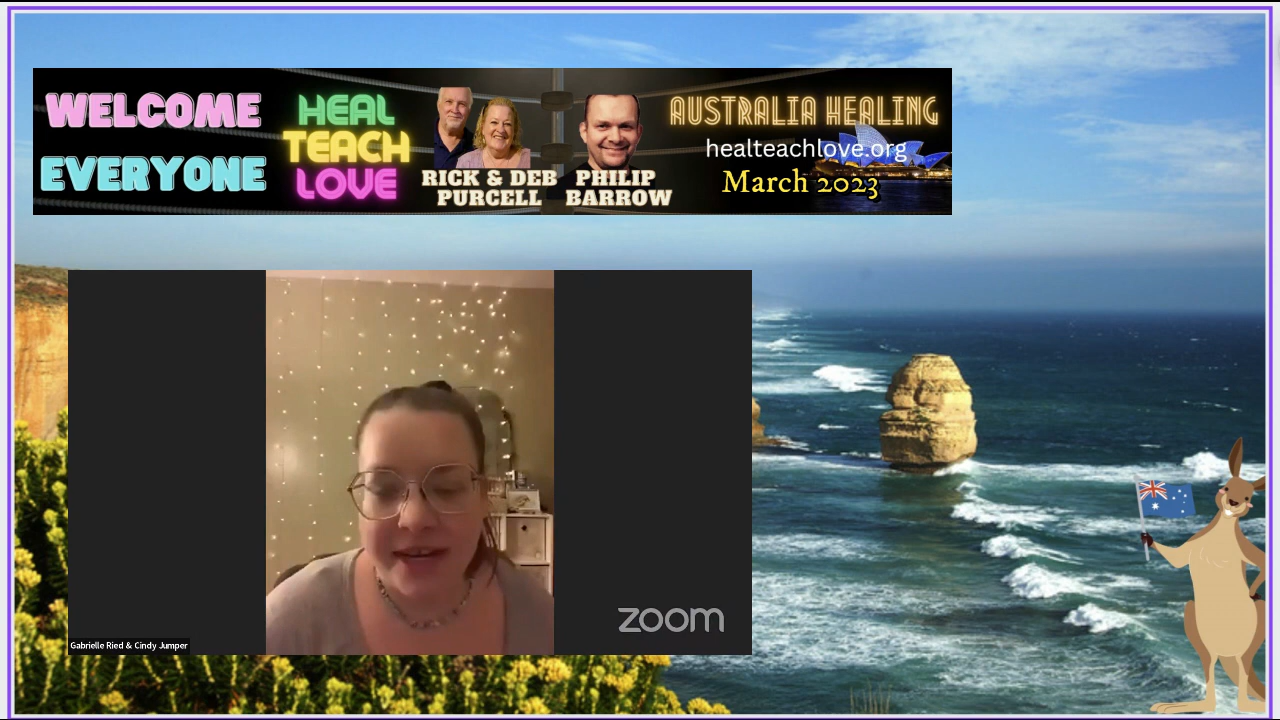 WELCOME
EVERYONE
HEAL
TEACH
LOVE
RICK & DEB
PURCELL
PHILIP
BARROW
AUSTRALIA HEALING
healteachlove.org
March 2023
zoom
Gabrielle Ried & Cindy Jumper